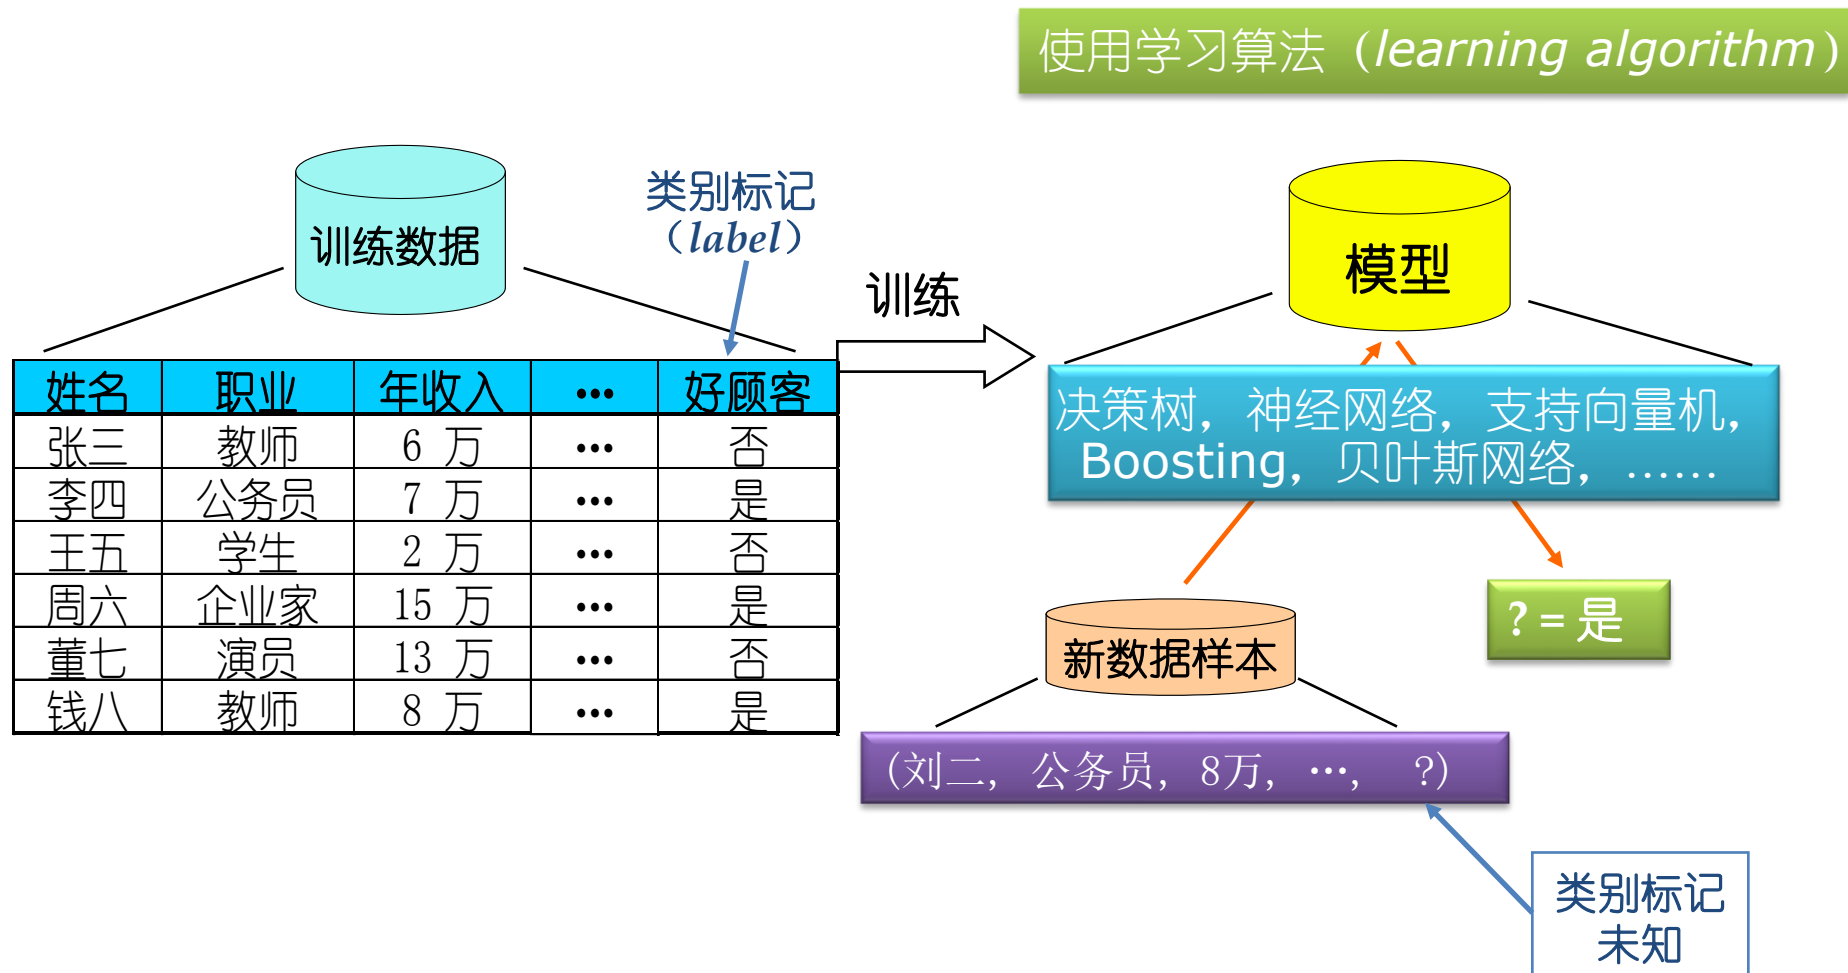 使用学习算法（learning algorithm）
训练数据
类别标记
（label）
训练
模型
姓名 职业 年收入 … 好顾客
张三 教师 6 万 … 否
李四 公务员 7 万 … 是
王五 学生 2 万 … 否
周六 企业家 15 万 … 是
董七 演员 13 万 … 否
钱八 教师 8 万 … 是
决策树，神经网络，支持向量机，
Boosting，贝叶斯网络，……
新数据样本
? = 是
(刘二，公务员，8万，…， ?)
类别标记
未知